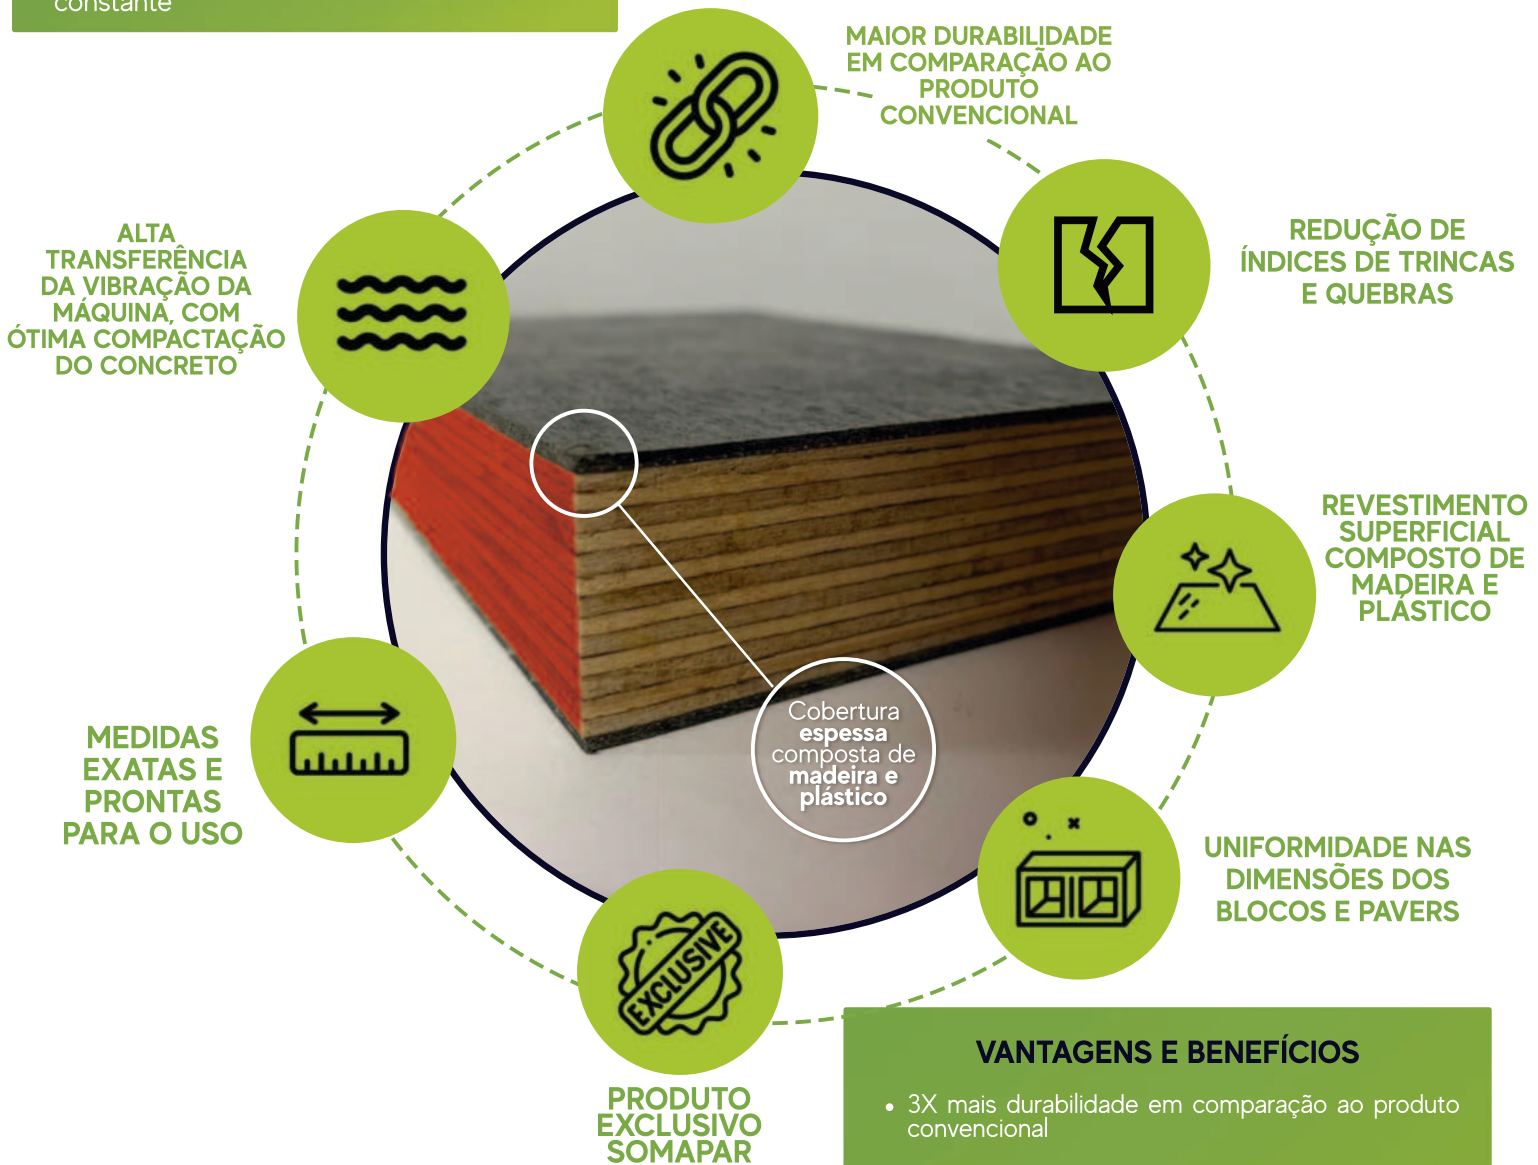 constante
MAIOR DURABILIDADE
EM COMPARAÇÃO AO
PRODUTO
CONVENCIONAL
ALTA
TRANSFERÊNCIA
DA VIBRAÇÃO DA
MÁQUINA, COM
ÓTIMA COMPACTAÇÃO
DO CONCRETO
REDUÇÃO DE
ÍNDICES DE TRINCAS
E QUEBRAS
REVESTIMENTO
SUPERFICIAL
COMPOSTO DE
MADEIRA E
PLÁSTICO
Cobertura
espessa
composta de
madeira e
plástico
MEDIDAS
EXATAS E
PRONTAS
PARA O USO
UNIFORMIDADE NAS
DIMENSÕES DOS
BLOCOS E PAVERS
EXCLUSIVE
PRODUTO
EXCLUSIVO
SOMAPAR
VANTAGENS E BENEFÍCIOS
• 3X mais durabilidade em comparação ao produto
convencional